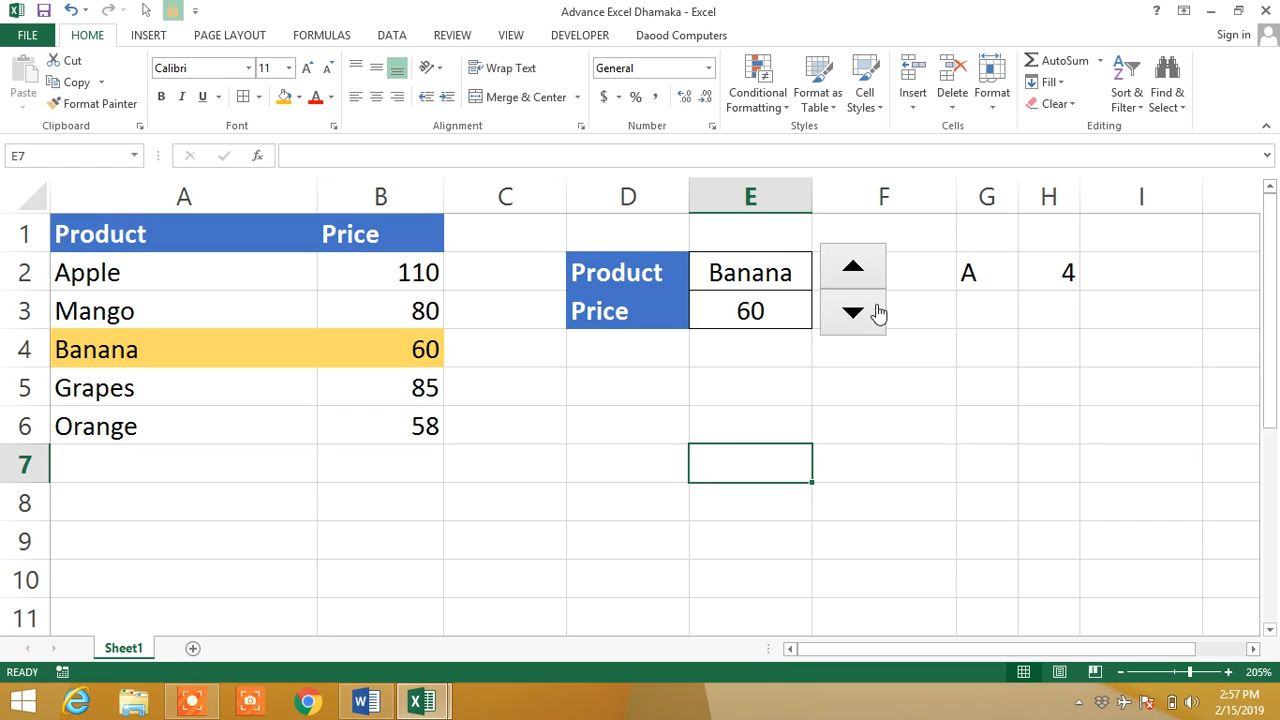 Advance Excel Dhamaka - Excel
?
Sign in
FILE HOME INSERT PAGE LAYOUT FORMULAS DATA REVIEW VIEW DEVELOPER Daood Computers
Paste
Cut
Copy
Format Painter
Clipboard
Calibri 11
B I U A
Font
Wrap Text
Merge & Center
Alignment
General
$ % ,
Number
Conditional Formatting
Format as Table
Cell Styles
Styles
Insert
Delete
Format
Cells
AutoSum
Fill
Clear
Sort & Filter
Find & Select
Editing
E7 fx
A B C D E F G H I
1 Product Price
2 Apple 110 Product Banana A 4
3 Mango 80 Price 60
4 Banana 60
5 Grapes 85
6 Orange 58
7
8
9
10
11
Sheet1
READY 205%
2:57 PM
2/15/2019